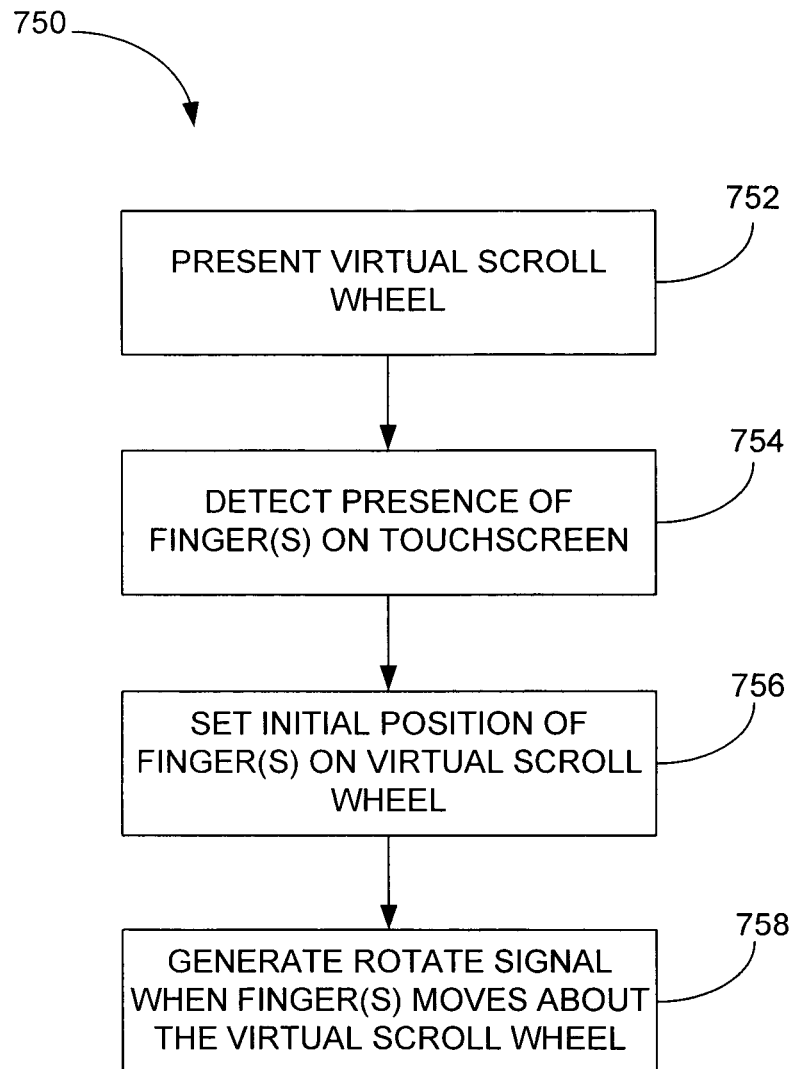 750
752
PRESENT VIRTUAL SCROLL
WHEEL
754
DETECT PRESENCE OF
FINGER(S) ON TOUCHSCREEN
756
SET INITIAL POSITION OF
FINGER(S) ON VIRTUAL SCROLL
WHEEL
758
GENERATE ROTATE SIGNAL
WHEN FINGER(S) MOVES ABOUT
THE VIRTUAL SCROLL WHEEL